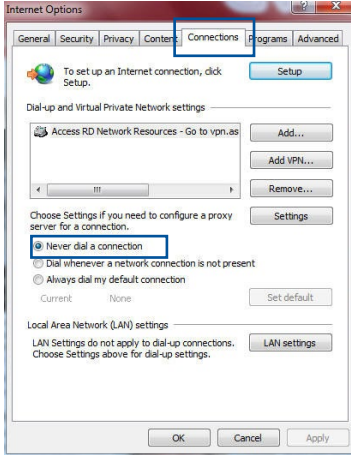 Internet Options
General Security Privacy Content Connections Programs Advanced
To set up an Internet connection, click
Setup.
Setup
Dial-up and Virtual Private Network settings
Access RD Network Resources - Go to vpn.as
Add...
Add VPN...
Remove...
Choose Settings if you need to configure a proxy
server for a connection.
Settings
Never dial a connection
Dial whenever a network connection is not present
Always dial my default connection
Current None
Set default
Local Area Network (LAN) settings
LAN Settings do not apply to dial-up connections.
Choose Settings above for dial-up settings.
LAN settings
OK Cancel Apply